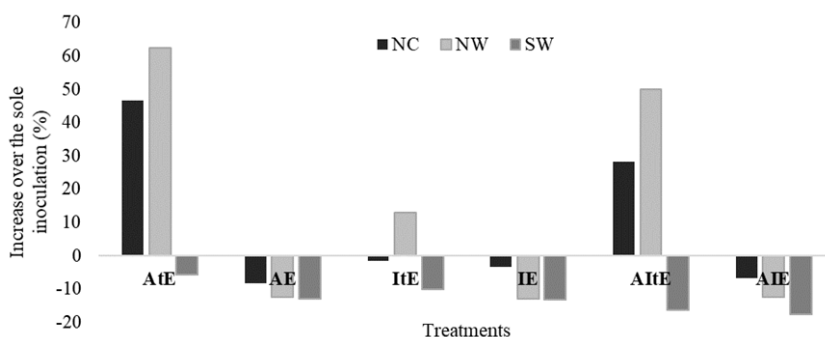 70
60
50
40
30
20
10
0
-10
-20
Increase over the sole
inoculation (%)
NC NW SW
AtE AE ItE IE AItE AIE
Treatments